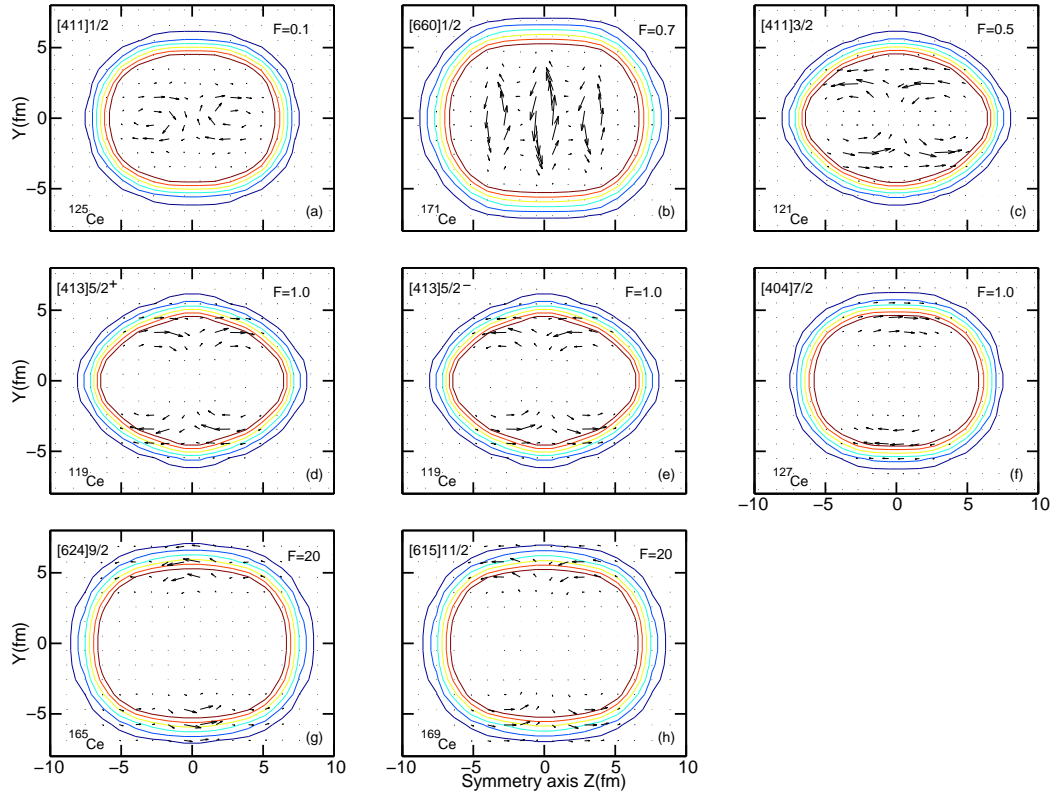 [411]1/2 F=0.1
[660]1/2 F=0.7
[411]3/2 F=0.5
5
0
−5
Y(fm)
125Ce (a)
171Ce (b)
121Ce (c)
[413]5/2+ F=1.0
[413]5/2− F=1.0
[404]7/2 F=1.0
5
0
−5
Y(fm)
119Ce (d)
119Ce (e)
127Ce (f)
−10 −5 0 5 10
[624]9/2 F=20
[615]11/2 F=20
5
0
−5
Y(fm)
165Ce (g)
169Ce (h)
−10 −5 0 5 10
−5 0 5 10
Symmetry axis Z(fm)